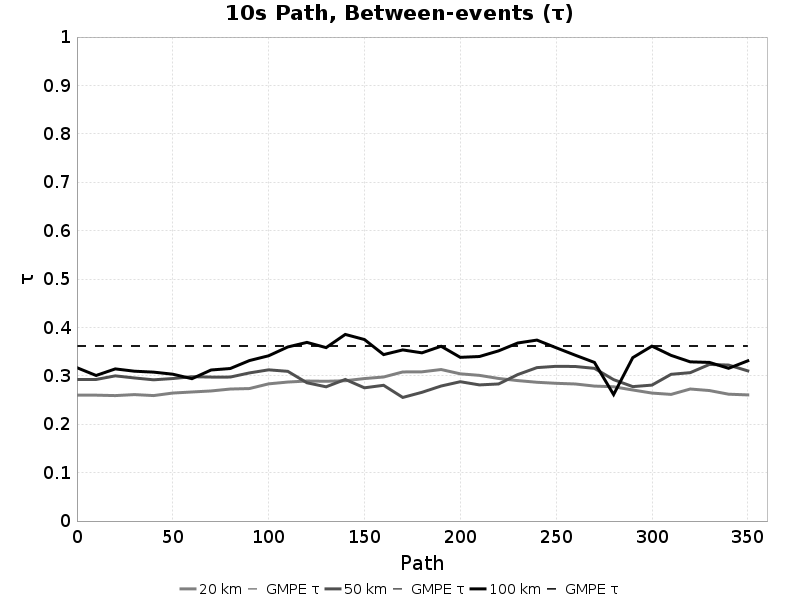 10s Path, Between-events (τ)
1
0.9
0.8
0.7
0.6
0.5
0.4
0.3
0.2
0.1
0
τ
0 50 100 150 200 250 300 350
Path
20 km GMPE τ 50 km GMPE τ 100 km GMPE τ